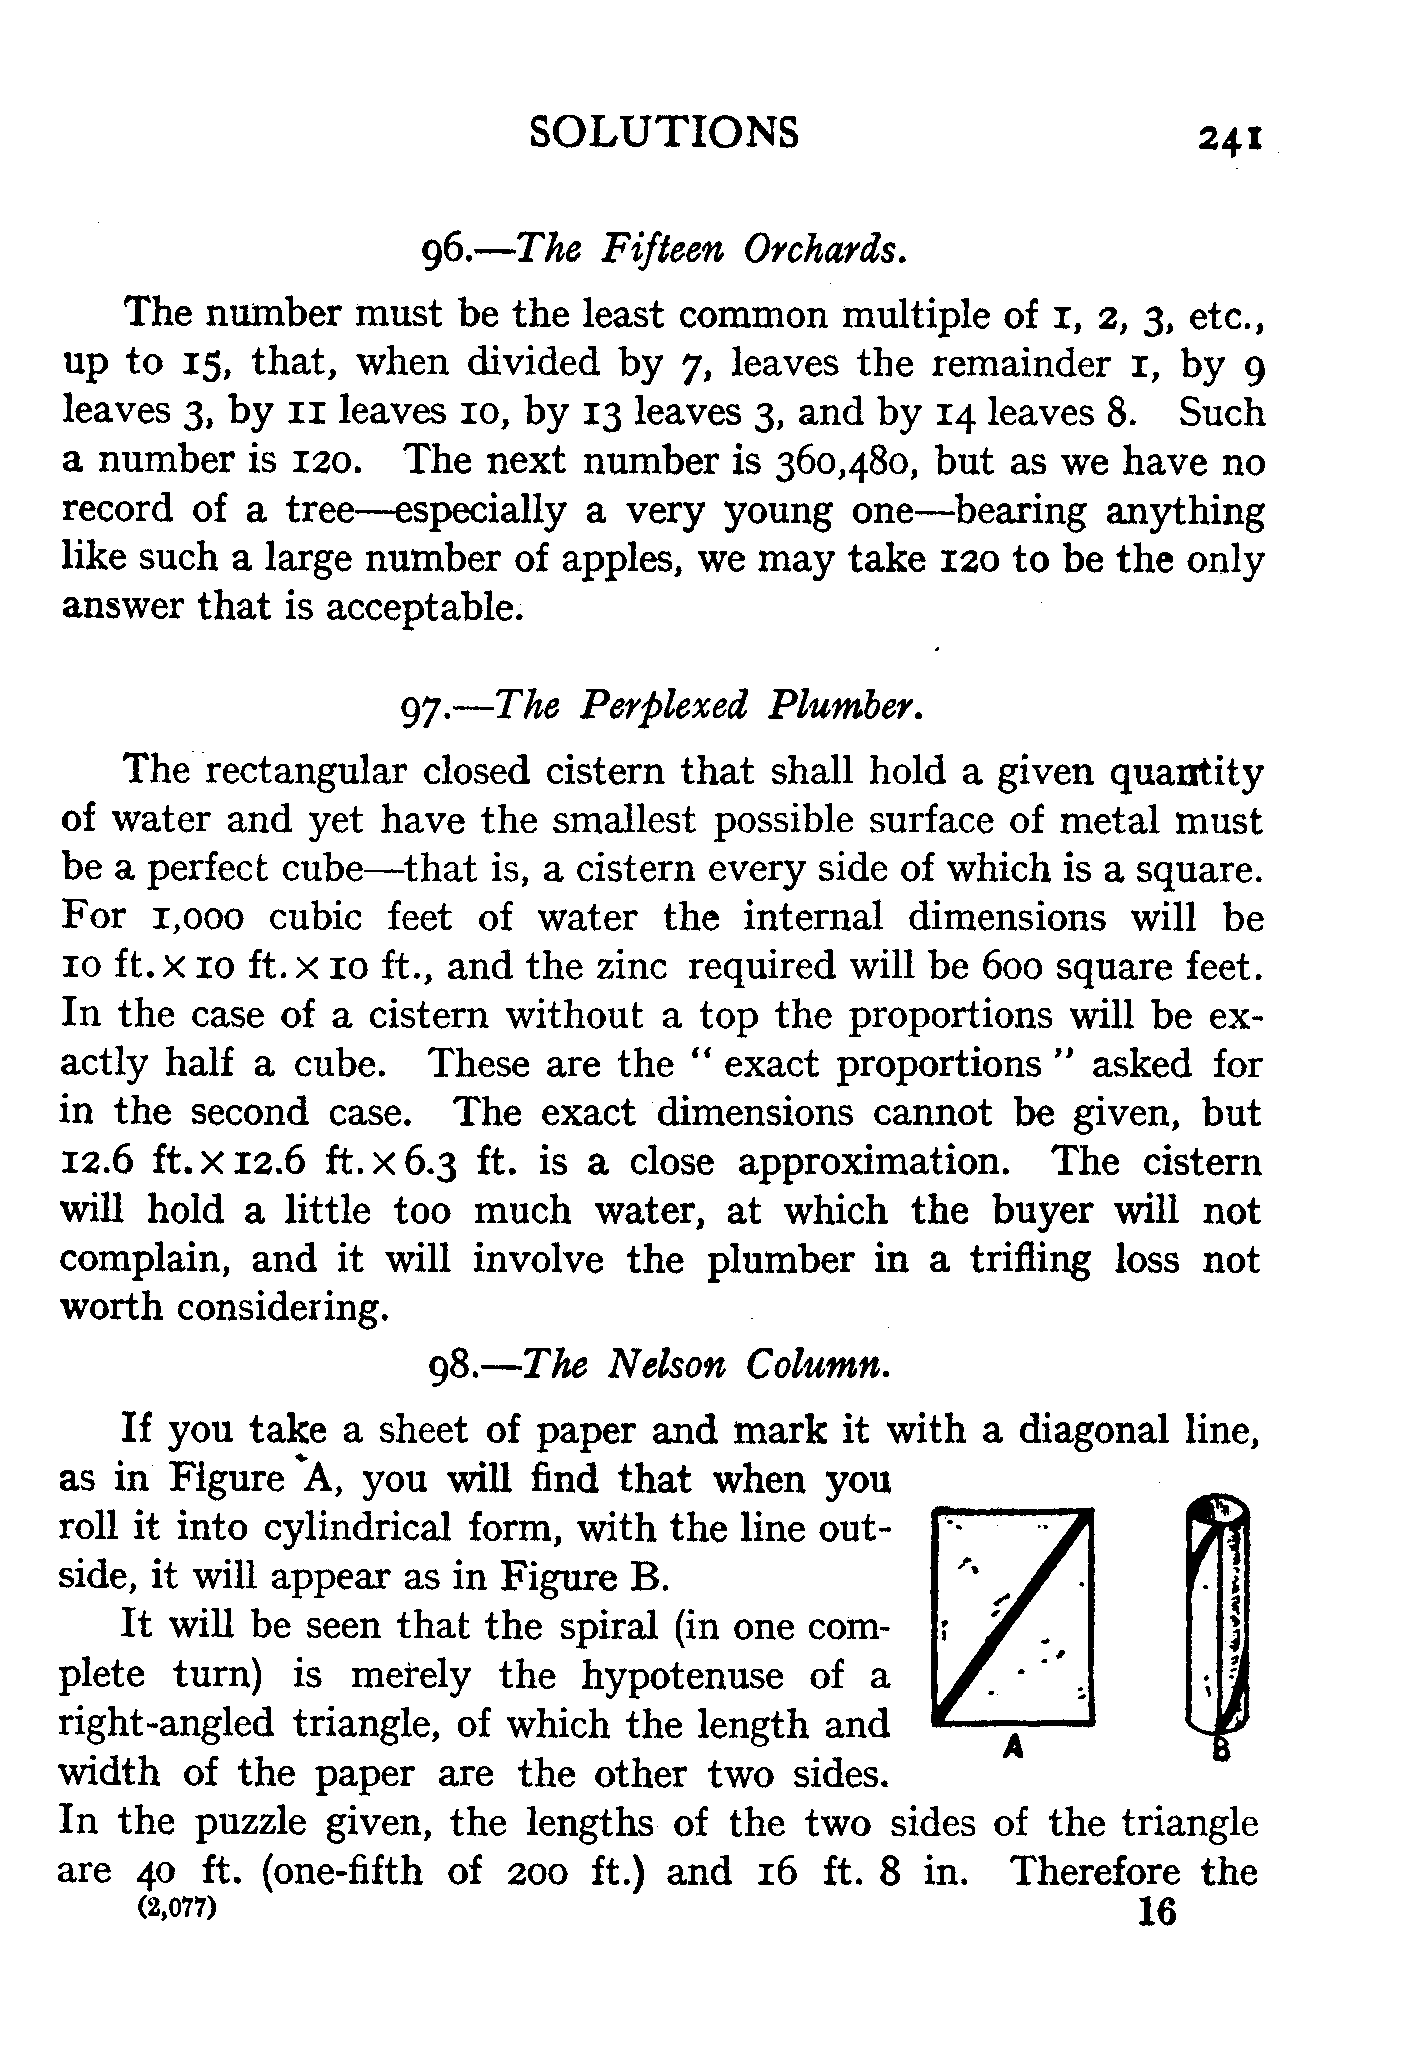 SOLUTIONS 241
96.—The Fifteen Orchards.
The number must be the least common multiple of 1, 2, 3, etc.,
up to 15, that, when divided by 7, leaves the remainder 1, by 9
leaves 3, by 11 leaves 10, by 13 leaves 3, and by 14 leaves 8. Such
a number is 120. The next number is 360,480, but as we have no
record of a tree—especially a very young one—bearing anything
like such a large number of apples, we may take 120 to be the only
answer that is acceptable.
97.—The Perplexed Plumber.
The rectangular closed cistern that shall hold a given quantity
of water and yet have the smallest possible surface of metal must
be a perfect cube—that is, a cistern every side of which is a square.
For 1,000 cubic feet of water the internal dimensions will be
10 ft. × 10 ft. × 10 ft., and the zinc required will be 600 square feet.
In the case of a cistern without a top the proportions will be ex-
actly half a cube. These are the " exact proportions " asked for
in the second case. The exact dimensions cannot be given, but
12.6 ft. × 12.6 ft. × 6.3 ft. is a close approximation. The cistern
will hold a little too much water, at which the buyer will not
complain, and it will involve the plumber in a trifling loss not
worth considering.
98.—The Nelson Column.
If you take a sheet of paper and mark it with a diagonal line,
as in Figure A, you will find that when you
roll it into cylindrical form, with the line out-
side, it will appear as in Figure B.
It will be seen that the spiral (in one com-
plete turn) is merely the hypotenuse of a
right-angled triangle, of which the length and
width of the paper are the other two sides.
A B
In the puzzle given, the lengths of the two sides of the triangle
are 40 ft. (one-fifth of 200 ft.) and 16 ft. 8 in. Therefore the
(2,077) 16